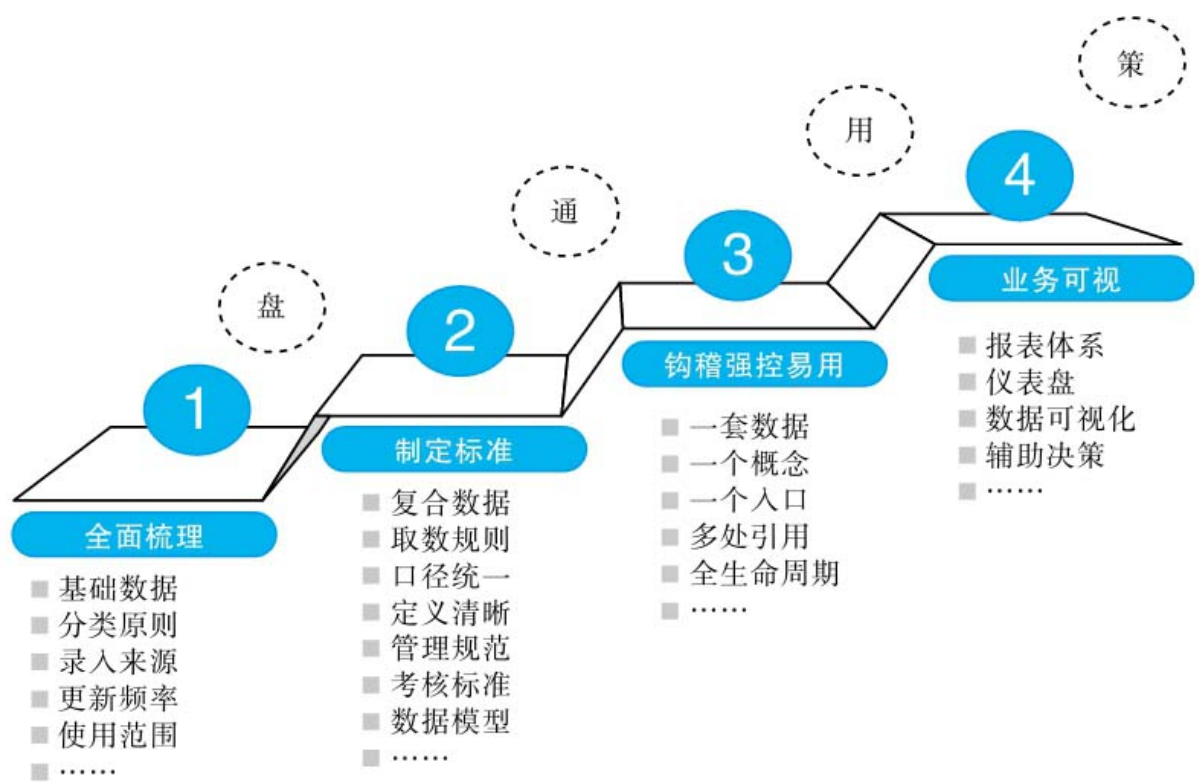 盘
1
全面梳理
基础数据
分类原则
录入来源
更新频率
使用范围
……
通
2
制定标准
复合数据
取数规则
口径统一
定义清晰
管理规范
考核标准
数据模型
……
用
3
钩稽强控易用
一套数据
一个概念
一个入口
多处引用
全生命周期
……
策
4
业务可视
报表体系
仪表盘
数据可视化
辅助决策
……